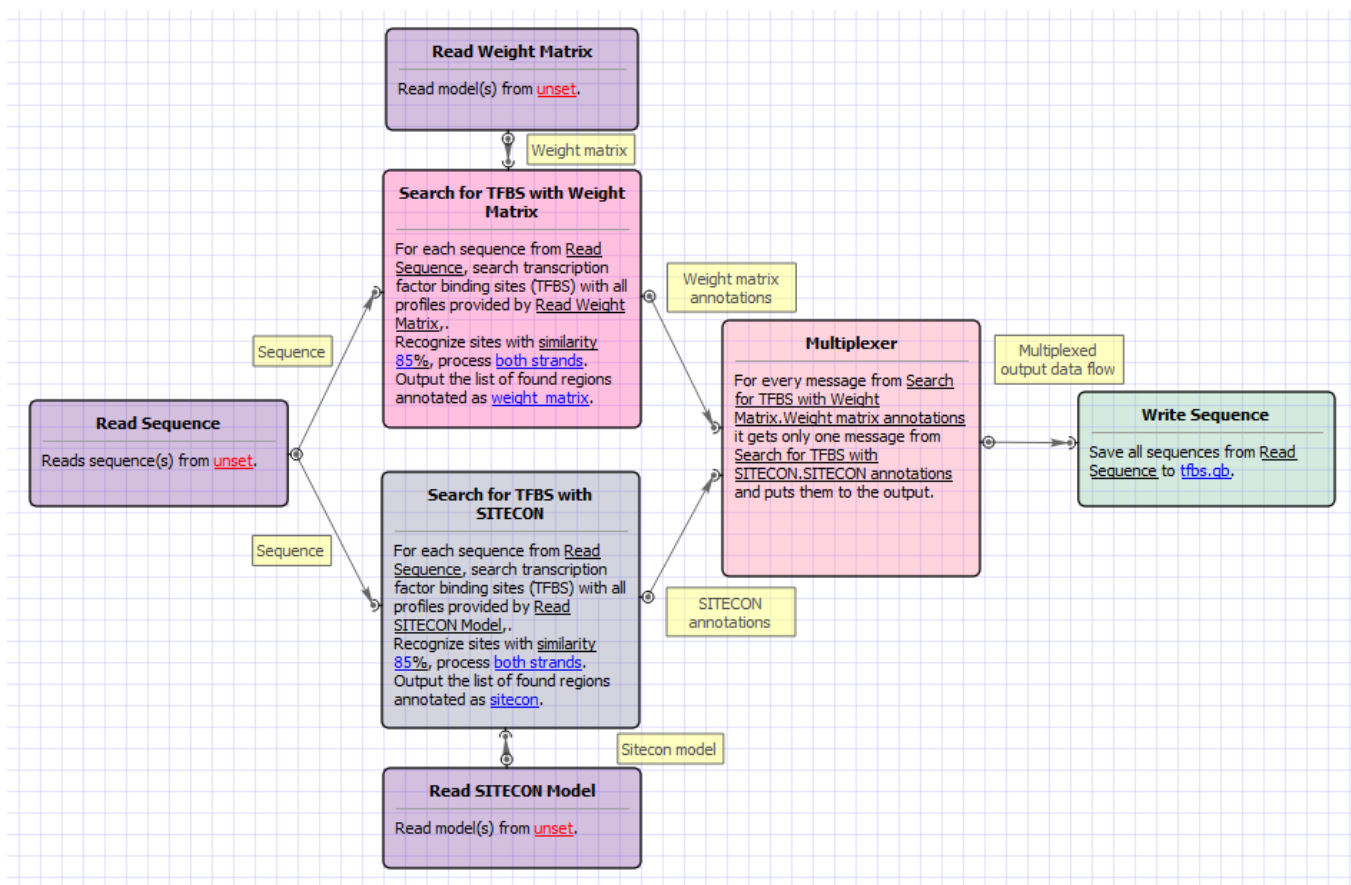 Read Weight Matrix
Read model(s) from unset.
Weight matrix
Search for TFBS with Weight
Matrix
For each sequence from Read
Sequence, search transcription
factor binding sites (TFBS) with all
profiles provided by Read Weight
Matrix,.
Recognize sites with similarity
85%, process both strands.
Output the list of found regions
annotated as weight_matrix.
Weight matrix
annotations
Sequence
Read Sequence
Reads sequence(s) from unset.
Sequence
Multiplexer
For every message from Search
for TFBS with Weight
Matrix.Weight matrix annotations
it gets only one message from
Search for TFBS with
SITECON.SITECON annotations
and puts them to the output.
Multiplexed
output data flow
Write Sequence
Save all sequences from Read
Sequence to tfbs.gb.
Search for TFBS with
SITECON
For each sequence from Read
Sequence, search transcription
factor binding sites (TFBS) with all
profiles provided by Read
SITECON Model,.
Recognize sites with similarity
85%, process both strands.
Output the list of found regions
annotated as sitecon.
SITECON
annotations
Sitecon model
Read SITECON Model
Read model(s) from unset.